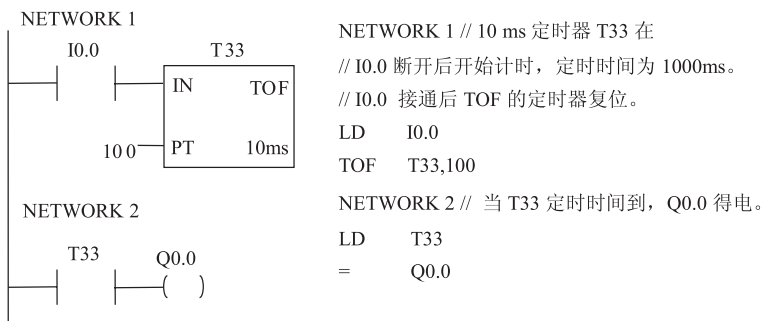 NETWORK 1
I0.0
T33
IN TOF
100 PT 10ms
NETWORK 2
T33
Q0.0
( )
NETWORK 1 // 10 ms 定时器 T33 在
// I0.0 断开后开始计时，定时时间为 1000ms。
// I0.0 接通后 TOF 的定时器复位。
LD I0.0
TOF T33,100
NETWORK 2 // 当 T33 定时时间到，Q0.0 得电。
LD T33
= Q0.0